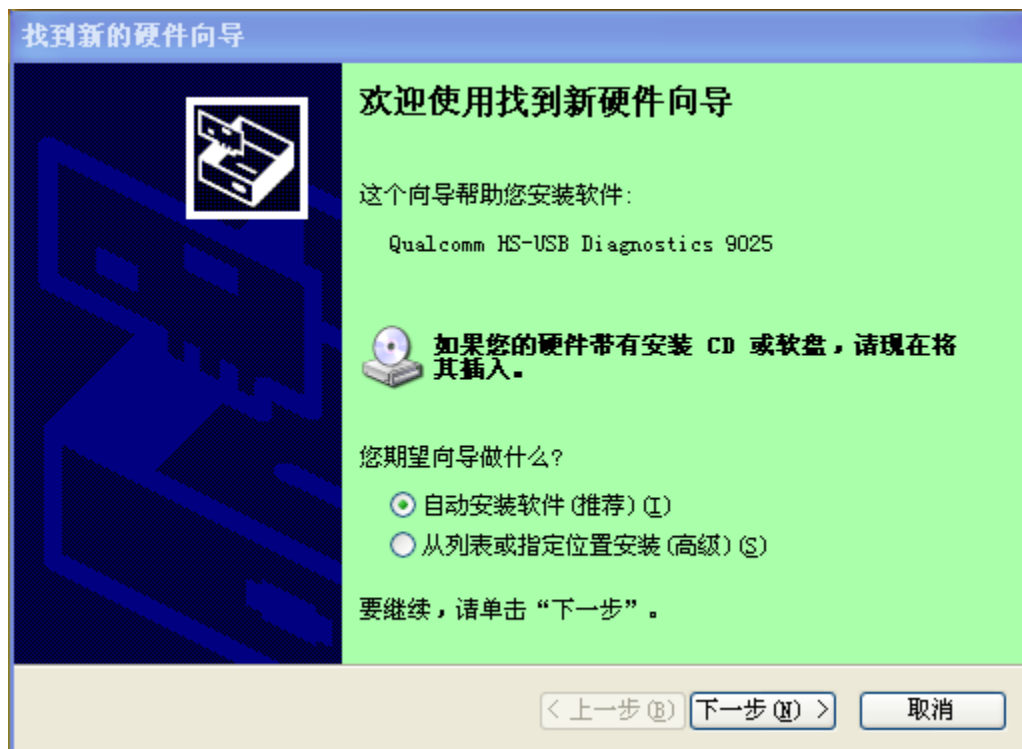 找到新的硬件向导
欢迎使用找到新硬件向导
这个向导帮助您安装软件:
Qualcomm HS-USB Diagnostics 9025
如果您的硬件带有安装 CD 或软盘，请现在将
其插入。
您期望向导做什么?
自动安装软件(推荐)(I)
从列表或指定位置安装(高级)(S)
要继续，请单击“下一步”。
< 上一步(B) 下一步(N) > 取消